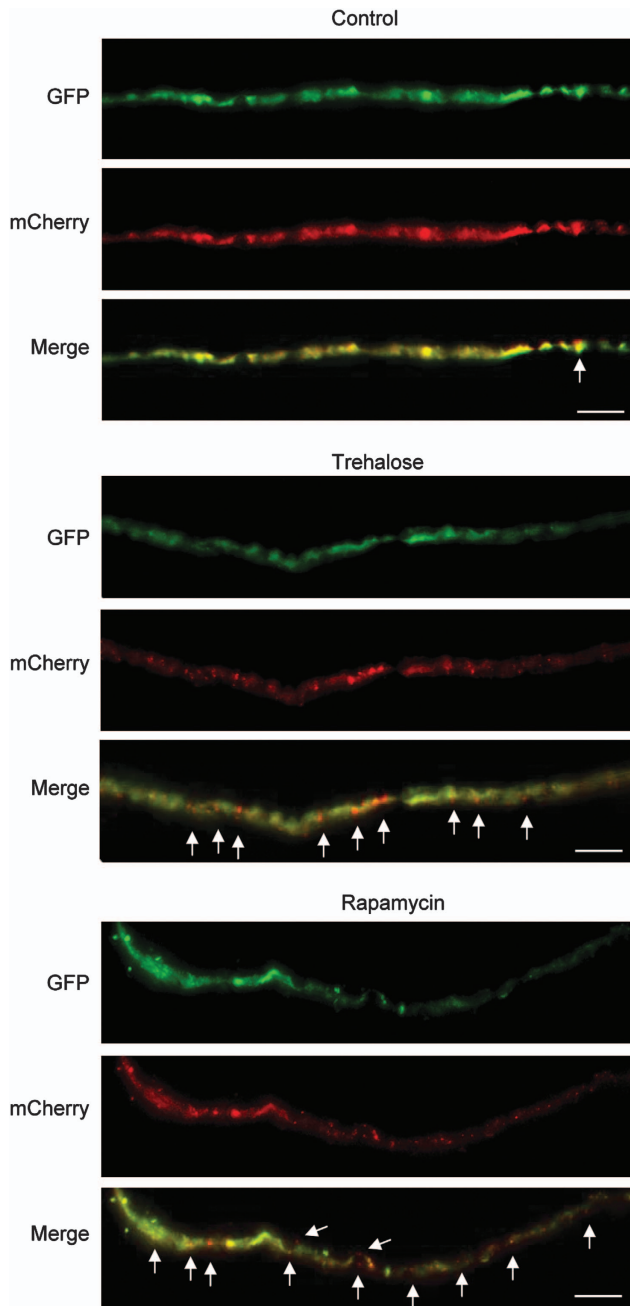 Control
GFP
mCherry
Merge
Trehalose
GFP
mCherry
Merge
Rapamycin
GFP
mCherry
Merge